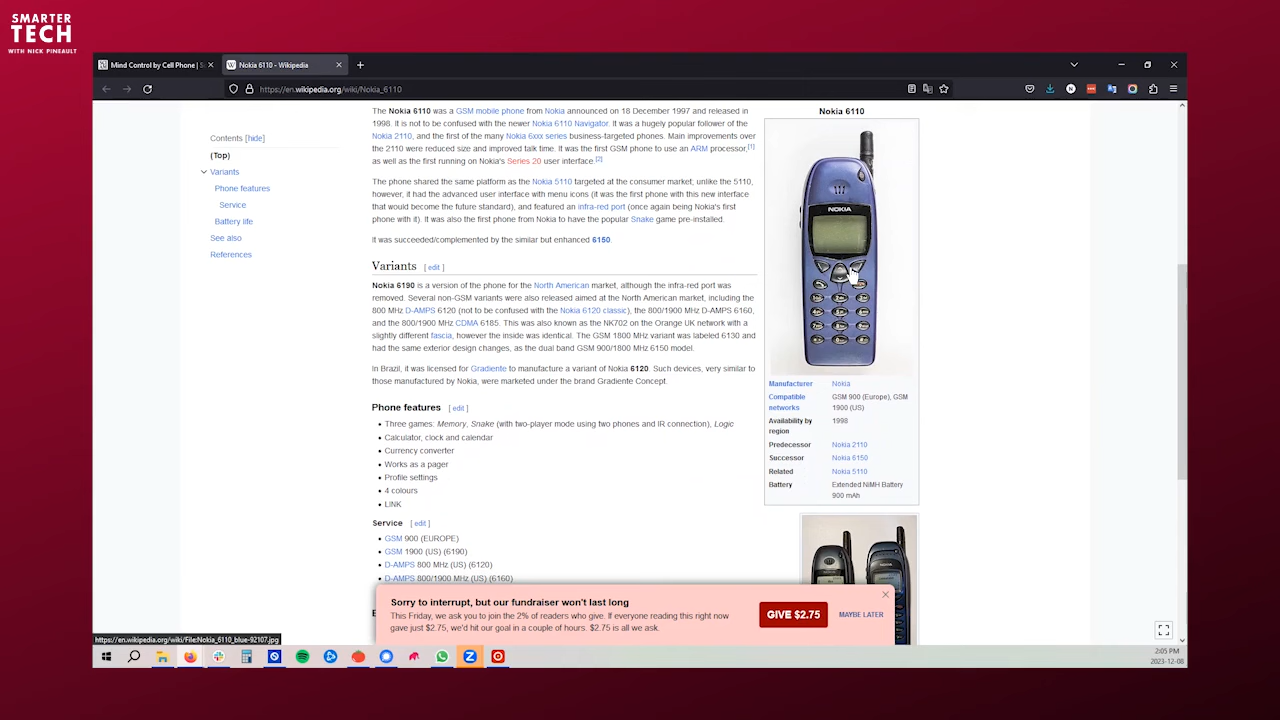 SMARTER
TECH
WITH NICK PINEAULT
Mind Control by Cell Phone | S
Nokia 6110 - Wikipedia
https://en.wikipedia.org/wiki/Nokia_6110
Contents [hide]
(Top)
Variants
Phone features
Service
Battery life
See also
References
The Nokia 6110 was a GSM mobile phone from Nokia announced on 18 December 1997 and released in
1998. It is not to be confused with the newer Nokia 6110 Navigator. It was a hugely popular follower of the
Nokia 2110, and the first of the many Nokia 6xxx series business-targeted phones. Main improvements over
the 2110 were reduced size and improved talk time. It was the first GSM phone to use an ARM processor,[1]
as well as the first running on Nokia's Series 20 user interface.[2]
The phone shared the same platform as the Nokia 5110 targeted at the consumer market; unlike the 5110,
however, it had the advanced user interface with menu icons (it was the first phone with this new interface
that would become the future standard), and featured an infra-red port (once again being Nokia's first
phone with it). It was also the first phone from Nokia to have the popular Snake game pre-installed.
It was succeeded/complemented by the similar but enhanced 6150.
Variants [ edit ]
Nokia 6190 is a version of the phone for the North American market, although the infra-red port was
removed. Several non-GSM variants were also released aimed at the North American market, including the
800 MHz D-AMPS 6120 (not to be confused with the Nokia 6120 classic), the 800/1900 MHz D-AMPS 6160,
and the 800/1900 MHz CDMA 6185. This was also known as the NK702 on the Orange UK network with a
slightly different fascia, however the inside was identical. The GSM 1800 MHz variant was labeled 6130 and
had the same exterior design changes, as the dual band GSM 900/1800 MHz 6150 model.
In Brazil, it was licensed for Gradiente to manufacture a variant of Nokia 6120. Such devices, very similar to
those manufactured by Nokia, were marketed under the brand Gradiente Concept.
Phone features [ edit ]
Three games: Memory, Snake (with two-player mode using two phones and IR connection), Logic
Calculator, clock and calendar
Currency converter
Works as a pager
Profile settings
4 colours
LINK
Service [ edit ]
GSM 900 (EUROPE)
GSM 1900 (US) (6190)
D-AMPS 800 MHz (US) (6120)
D-AMPS 800/1900 MHz (US) (6160)
Nokia 6110
NOKIA
Manufacturer Nokia
Compatible networks GSM 900 (Europe), GSM 1900 (US)
Availability by region 1998
Predecessor Nokia 2110
Successor Nokia 6150
Related Nokia 5110
Battery Extended NiMH Battery 900 mAh
Sorry to interrupt, but our fundraiser won't last long
This Friday, we ask you to join the 2% of readers who give. If everyone reading this right now
gave just $2.75, we'd hit our goal in a couple of hours. $2.75 is all we ask.
GIVE $2.75
MAYBE LATER
https://en.wikipedia.org/wiki/File:Nokia_6110_blue-92107.jpg
2:05 PM
2023-12-08